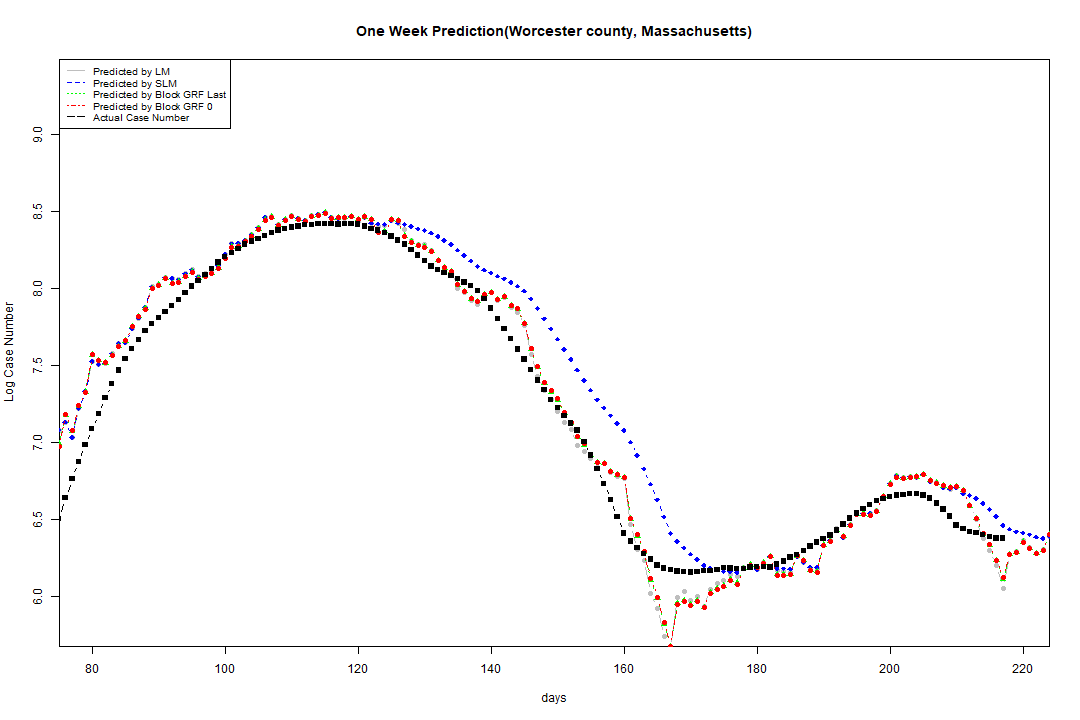 One Week Prediction(Worcester county, Massachusetts)
Predicted by LM
Predicted by SLM
Predicted by Block GRF Last
Predicted by Block GRF 0
Actual Case Number
Log Case Number
9.0
8.5
8.0
7.5
7.0
6.5
6.0
80 100 120 140 160 180 200 220
days